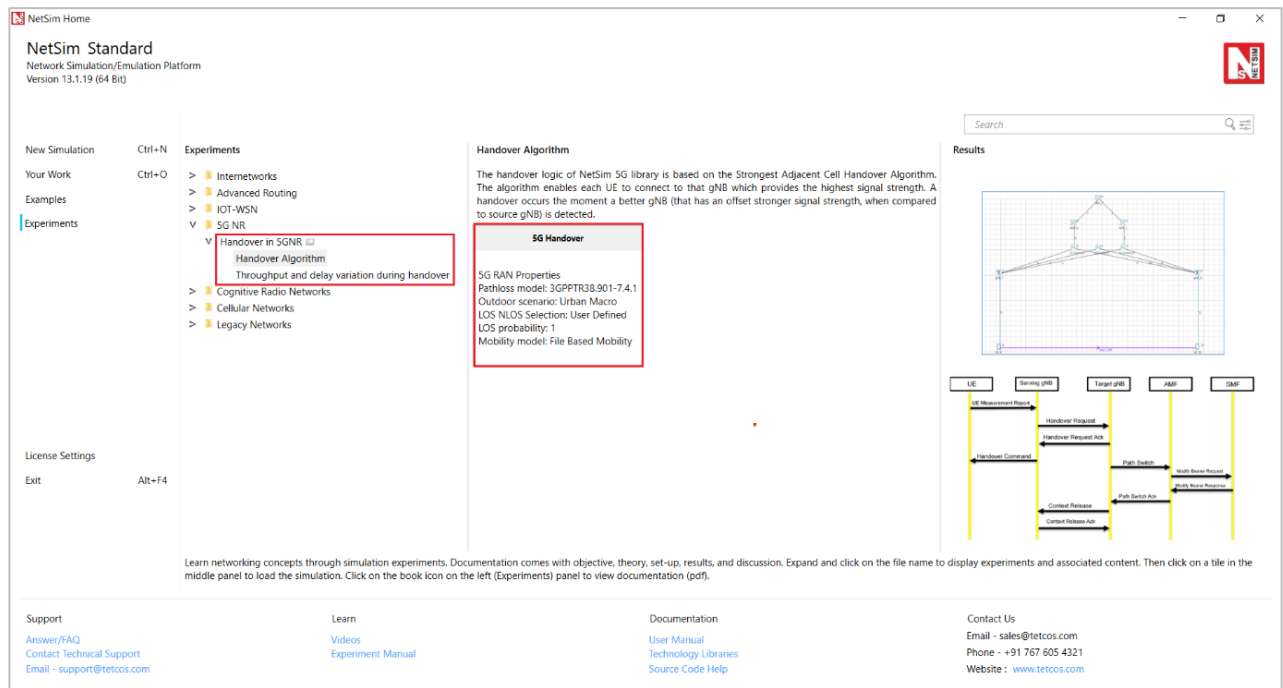 NetSim Home
NetSim Standard
Network Simulation/Emulation Platform
Version 13.1.19 (64 Bit)
NETSIM
Search
New Simulation Ctrl+N
Your Work Ctrl+O
Examples
Experiments
License Settings
Exit Alt+F4
Experiments
> Internetworks
> Advanced Routing
> IOT-WSN
v 5G NR
v Handover in 5GNR
Handover Algorithm
Throughput and delay variation during handover
> Cognitive Radio Networks
> Cellular Networks
> Legacy Networks
Handover Algorithm
The handover logic of NetSim 5G library is based on the Strongest Adjacent Cell Handover Algorithm.
The algorithm enables each UE to connect to that gNB which provides the highest signal strength. A
handover occurs the moment a better gNB (that has an offset stronger signal strength, when compared
to source gNB) is detected.
5G Handover
5G RAN Properties
Pathloss model: 3GPPTR38.901-7.4.1
Outdoor scenario: Urban Macro
LOS NLOS Selection: User Defined
LOS probability: 1
Mobility model: File Based Mobility
Results
UE Serving gNB Target gNB AMF SMF
UE Measurement Report
Handover Request
Handover Request Ack
Handover Command
Path Switch
Modify Bearer Request
Modify Bearer Response
Path Switch Ack
Context Release
Context Release Ack
Learn networking concepts through simulation experiments. Documentation comes with objective, theory, set-up, results, and discussion. Expand and click on the file name to display experiments and associated content. Then click on a tile in the
middle panel to load the simulation. Click on the book icon on the left (Experiments) panel to view documentation (pdf).
Support
Answer/FAQ
Contact Technical Support
Email - support@tetcos.com
Learn
Videos
Experiment Manual
Documentation
User Manual
Technology Libraries
Source Code Help
Contact Us
Email - sales@tetcos.com
Phone - +91 767 605 4321
Website : www.tetcos.com